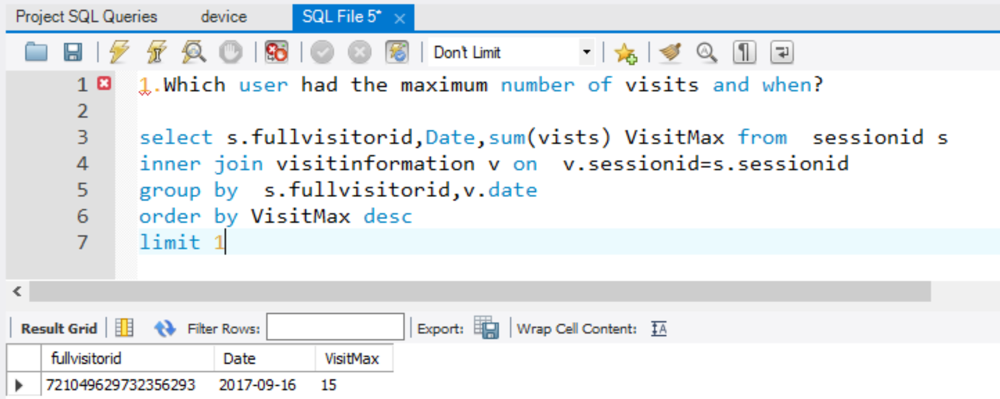 Project SQL Queries device SQL File 5* ×
Don't Limit
1 1.Which user had the maximum number of visits and when?
2
3 select s.fullvisitorid,Date,sum(vists) VisitMax from  sessionid s
4 inner join visitinformation v on  v.sessionid=s.sessionid
5 group by  s.fullvisitorid,v.date
6 order by VisitMax desc
7 limit 1
Result Grid Filter Rows: Export: Wrap Cell Content:
fullvisitorid Date VisitMax
721049629732356293 2017-09-16 15